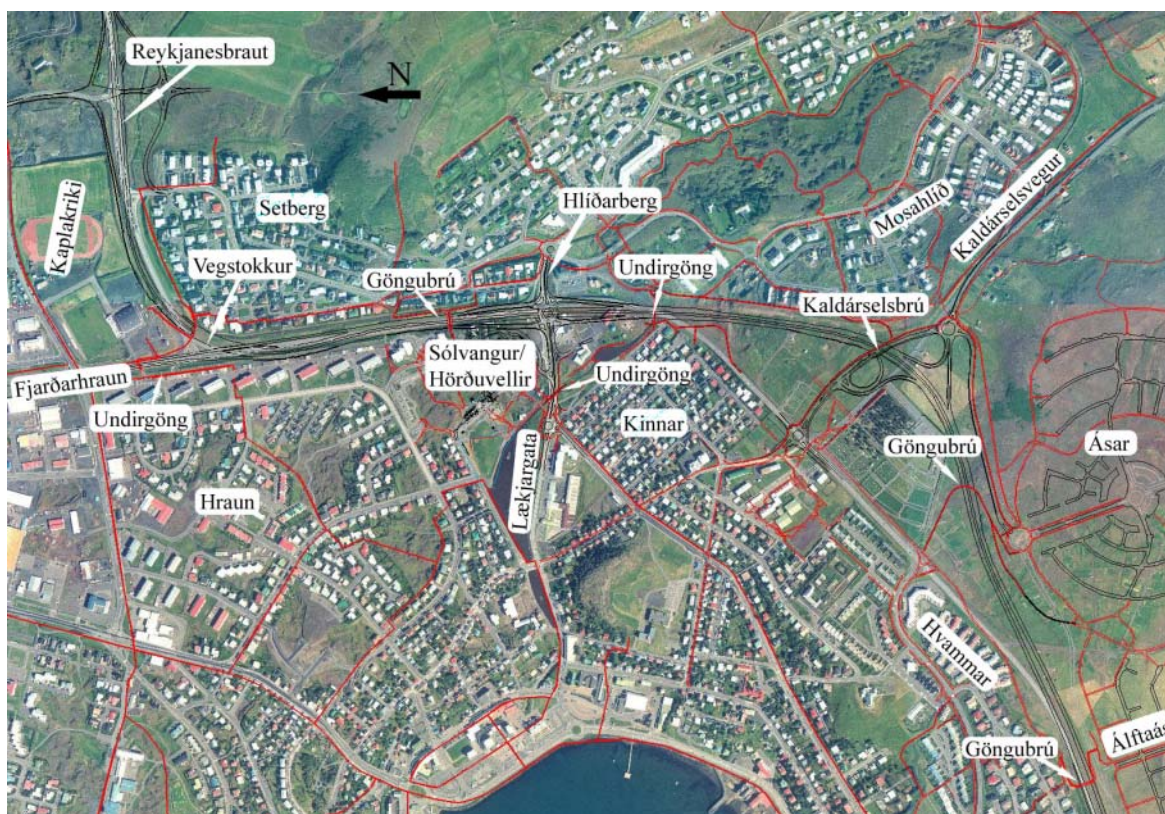 Reykjanesbraut
N
Kaplakriki
Setberg
Hlíðarberg
Mosahlíð
Kaldárselsvegur
Vegstokkur
Göngubrú
Undirgöng
Kaldárselsbrú
Fjarðarhraun
Sólvangur/
Hörðuvellir
Undirgöng
Undirgöng
Kinnar
Göngubrú
Ásar
Hraun
Lækjargata
Hvammar
Göngubrú
Álftaás